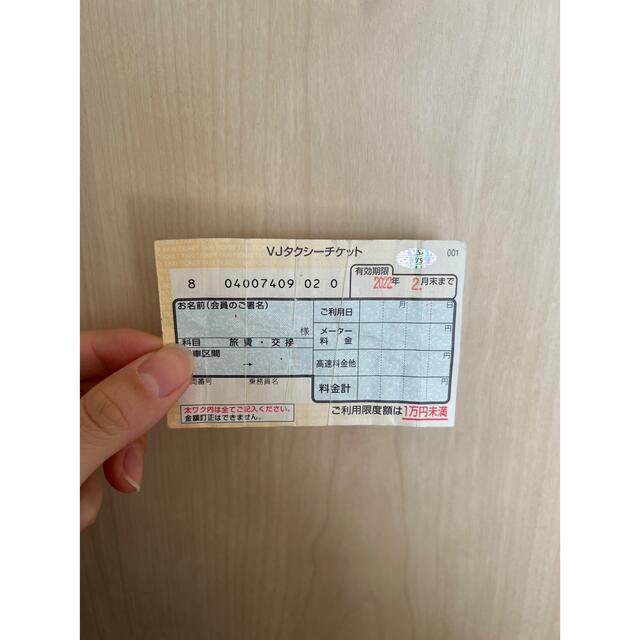 VJタクシーチケット
001
有効期限
2022年 2月末まで
8 04007409 02 0
お名前(会員のご署名)
様
ご利用日
月
日
メーター料金
円
科目 旅費・交接
車区間
→
高速料金他
円
番号
乗務員名
料金計
円
太ワク内は全てご記入ください。
金額訂正はできません。
ご利用限度額は1万円未満